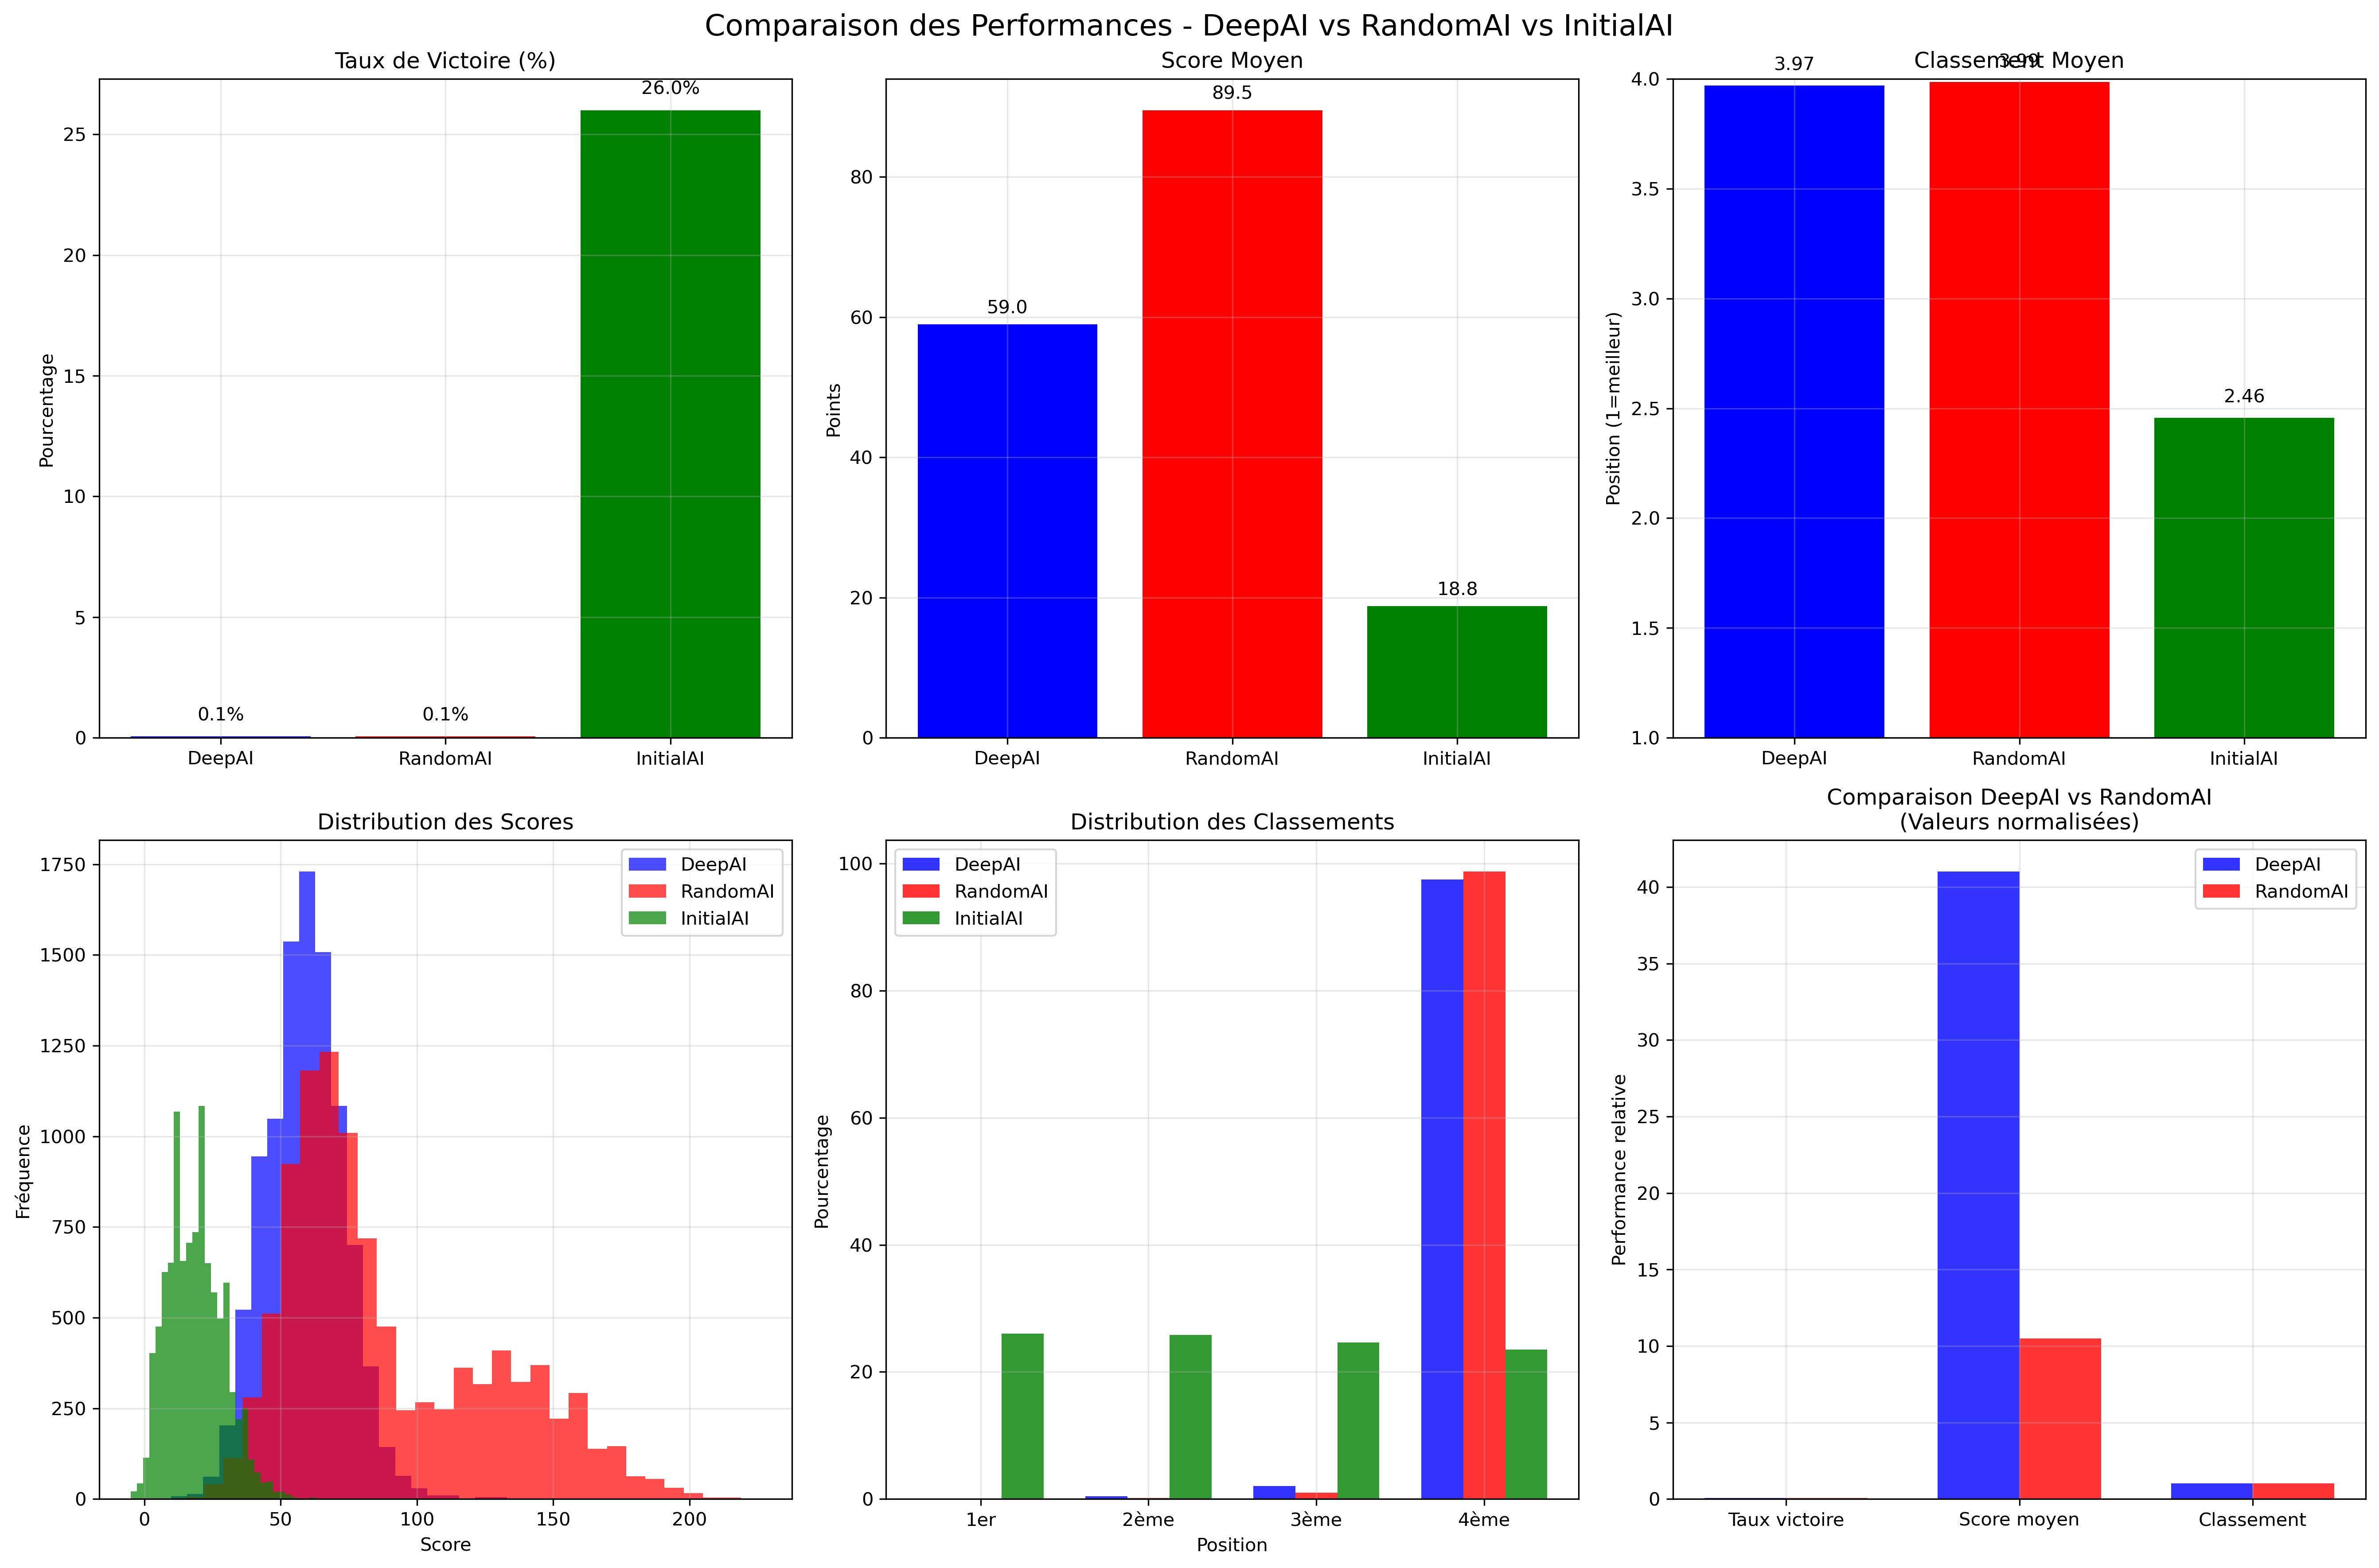 Comparaison des Performances - DeepAI vs RandomAI vs InitialAI
Taux de Victoire (%)
Pourcentage
25
20
15
10
5
0
0.1%
0.1%
26.0%
DeepAI
RandomAI
InitialAI
Score Moyen
Points
80
60
40
20
0
59.0
89.5
18.8
DeepAI
RandomAI
InitialAI
Classement Moyen
Position (1=meilleur)
4.0
3.5
3.0
2.5
2.0
1.5
1.0
3.97
3.99
2.46
DeepAI
RandomAI
InitialAI
Distribution des Scores
Fréquence
1750
1500
1250
1000
750
500
250
0
DeepAI
RandomAI
InitialAI
0
50
100
150
200
Score
Distribution des Classements
Pourcentage
100
80
60
40
20
0
DeepAI
RandomAI
InitialAI
1er
2ème
3ème
4ème
Position
Comparaison DeepAI vs RandomAI
(Valeurs normalisées)
Performance relative
40
35
30
25
20
15
10
5
0
DeepAI
RandomAI
Taux victoire
Score moyen
Classement